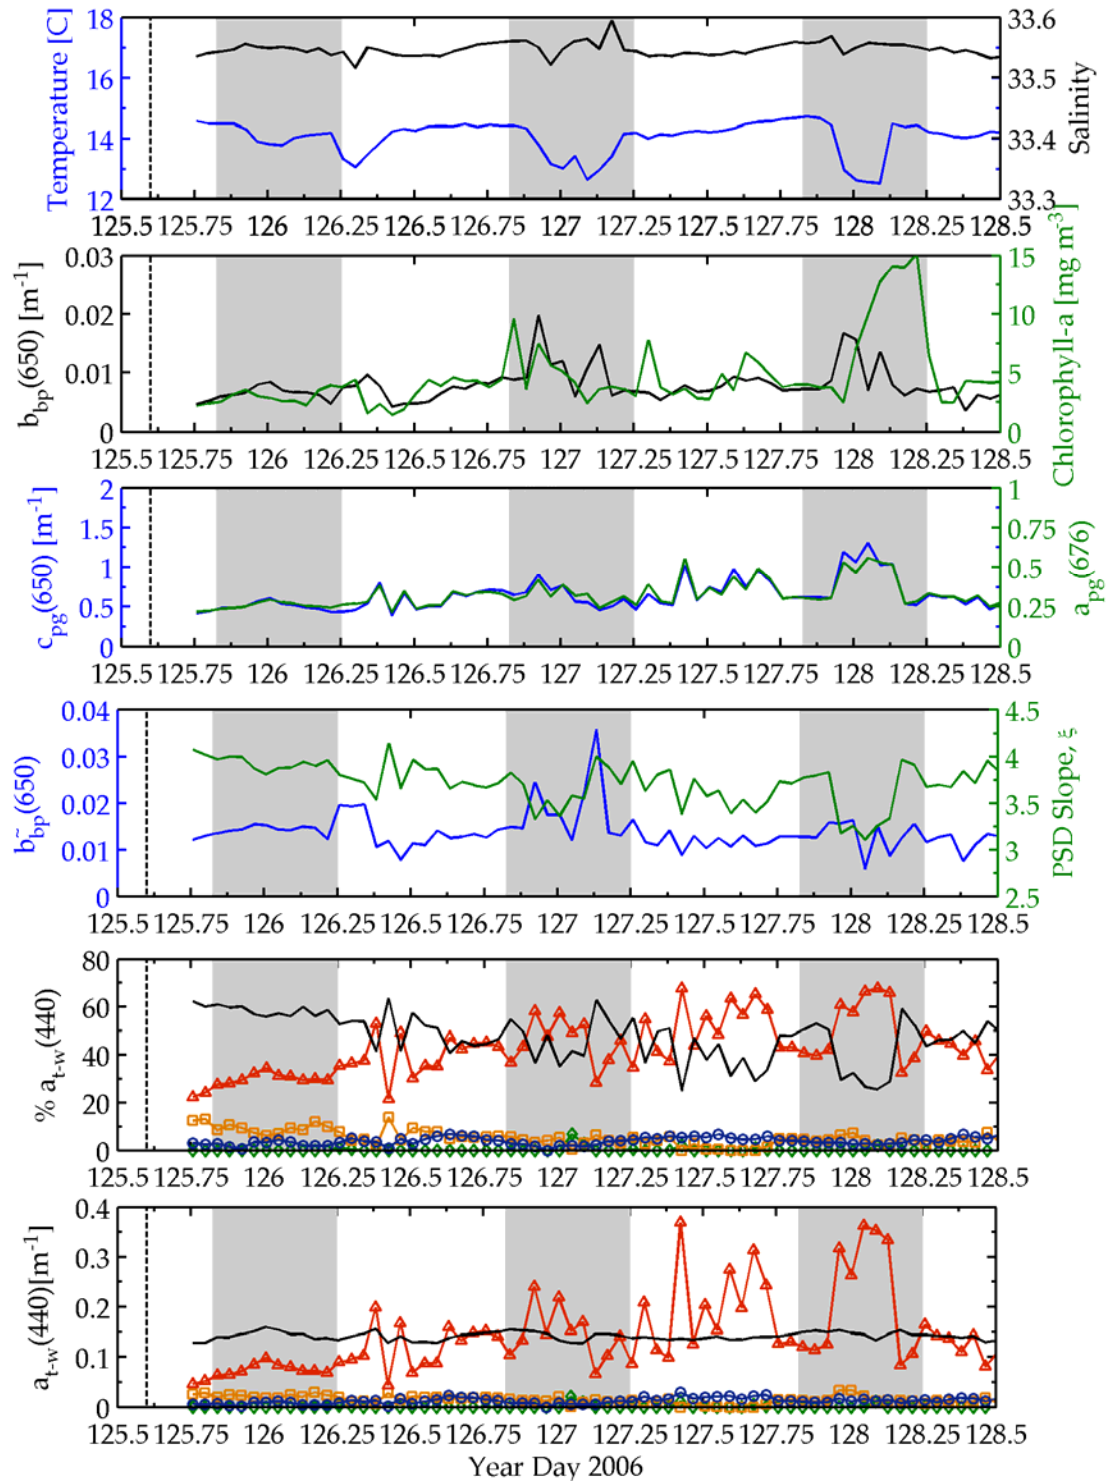 18 33.6
16 33.5
14 33.4
12 33.3
Temperature [C]
Salinity
125.5 125.75 126 126.25 126.5 126.75 127 127.25 127.5 127.75 128 128.25 128.5
0.03 15
0.02 10
0.01 5
0 0
b_bp(650) [m^-1]
Chlorophyll-a [mg m^3]
125.5 125.75 126 126.25 126.5 126.75 127 127.25 127.5 127.75 128 128.25 128.5
2 1
1.5 0.75
1 0.5
0.5 0.25
0 0
c_pg(650) [m^-1]
a_pg(676)
125.5 125.75 126 126.25 126.5 126.75 127 127.25 127.5 127.75 128 128.25 128.5
0.04 4.5
0.03 4
0.02 3.5
0.01 3
0 2.5
b̃_bp(650)
PSD Slope, ξ
125.5 125.75 126 126.25 126.5 126.75 127 127.25 127.5 127.75 128 128.25 128.5
80
60
40
20
0
% a_t-w(440)
125.5 125.75 126 126.25 126.5 126.75 127 127.25 127.5 127.75 128 128.25 128.5
0.4
0.3
0.2
0.1
0
a_t-w(440)[m^-1]
125.5 125.75 126 126.25 126.5 126.75 127 127.25 127.5 127.75 128 128.25 128.5
Year Day 2006